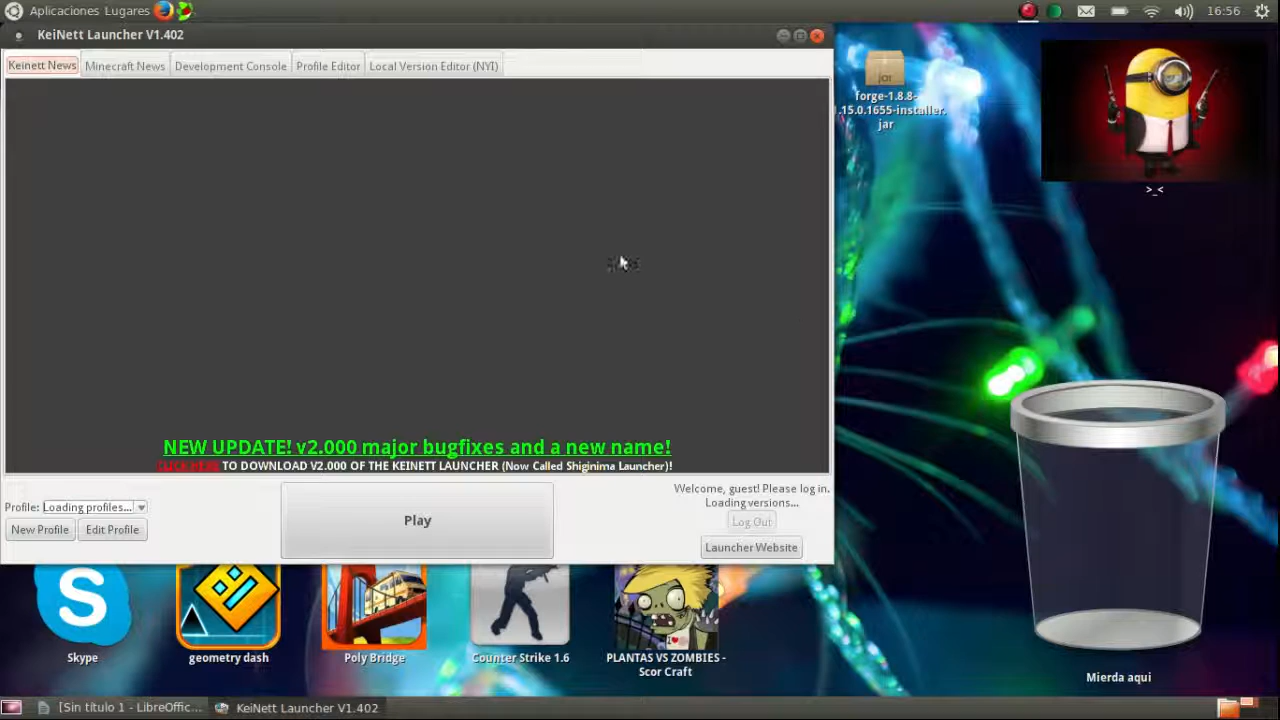 Aplicaciones Lugares
16:56
KeiNett Launcher V1.402
Keinett News
Minecraft News
Development Console
Profile Editor
Local Version Editor (NYI)
jar
forge-1.8.8-
1.15.0.1655-installer.
jar
>_<
NEW UPDATE! v2.000 major bugfixes and a new name!
CLICK HERE TO DOWNLOAD V2.000 OF THE KEINETT LAUNCHER (Now Called Shiginima Launcher)!
Profile: Loading profiles...
New Profile
Edit Profile
Play
Welcome, guest! Please log in.
Loading versions...
Log Out
Launcher Website
Skype
geometry dash
Poly Bridge
Counter Strike 1.6
PLANTAS VS ZOMBIES -
Scor Craft
Mierda aqui
[Sin título 1 - LibreOffic...
KeiNett Launcher V1.402